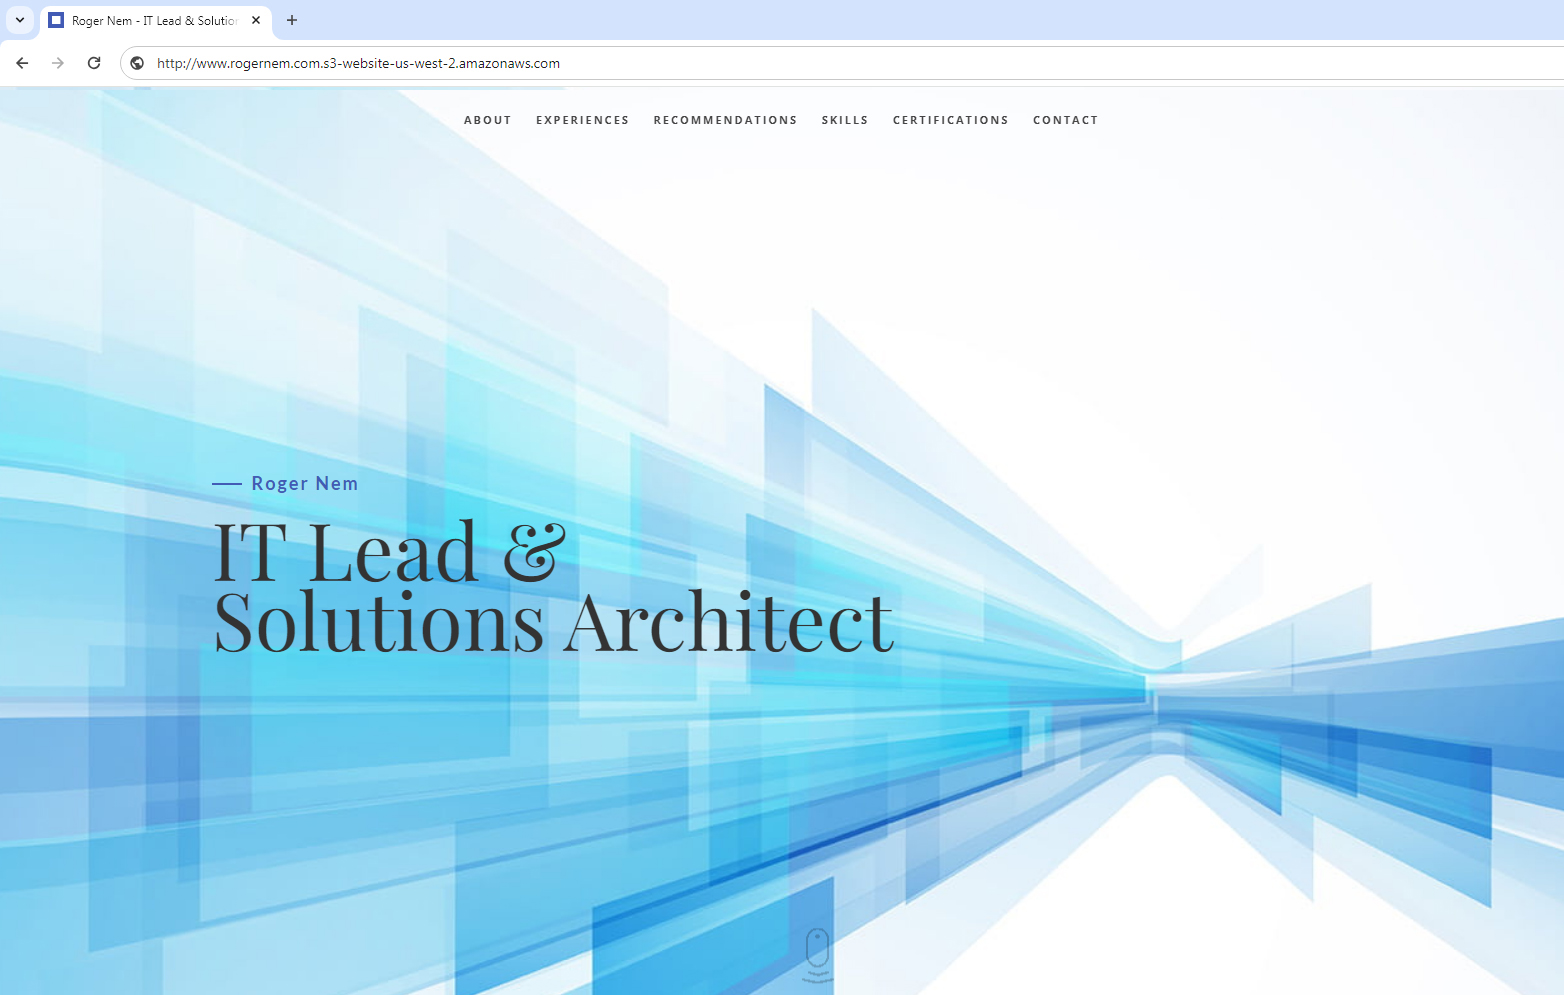 Roger Nem - IT Lead & Solution
http://www.rogernem.com.s3-website-us-west-2.amazonaws.com
ABOUT EXPERIENCES RECOMMENDATIONS SKILLS CERTIFICATIONS CONTACT
Roger Nem
IT Lead &
Solutions Architect